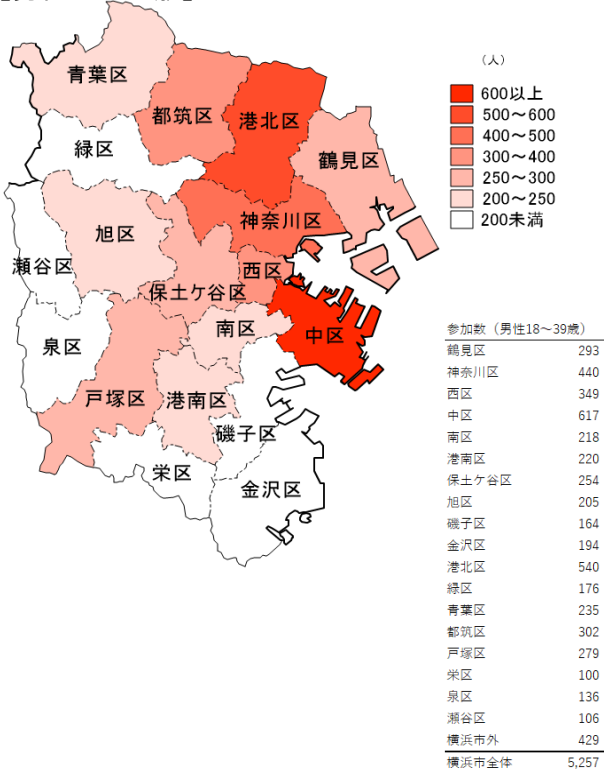 （人）
600以上
500～600
400～500
300～400
250～300
200～250
200未満
青葉区
都筑区
港北区
緑区
鶴見区
神奈川区
旭区
瀬谷区
西区
保土ケ谷区
泉区
南区
中区
戸塚区
港南区
磯子区
栄区
金沢区
参加数（男性18～39歳）
鶴見区 293
神奈川区 440
西区 349
中区 617
南区 218
港南区 220
保土ケ谷区 254
旭区 205
磯子区 164
金沢区 194
港北区 540
緑区 176
青葉区 235
都筑区 302
戸塚区 279
栄区 100
泉区 136
瀬谷区 106
横浜市外 429
横浜市全体 5,257